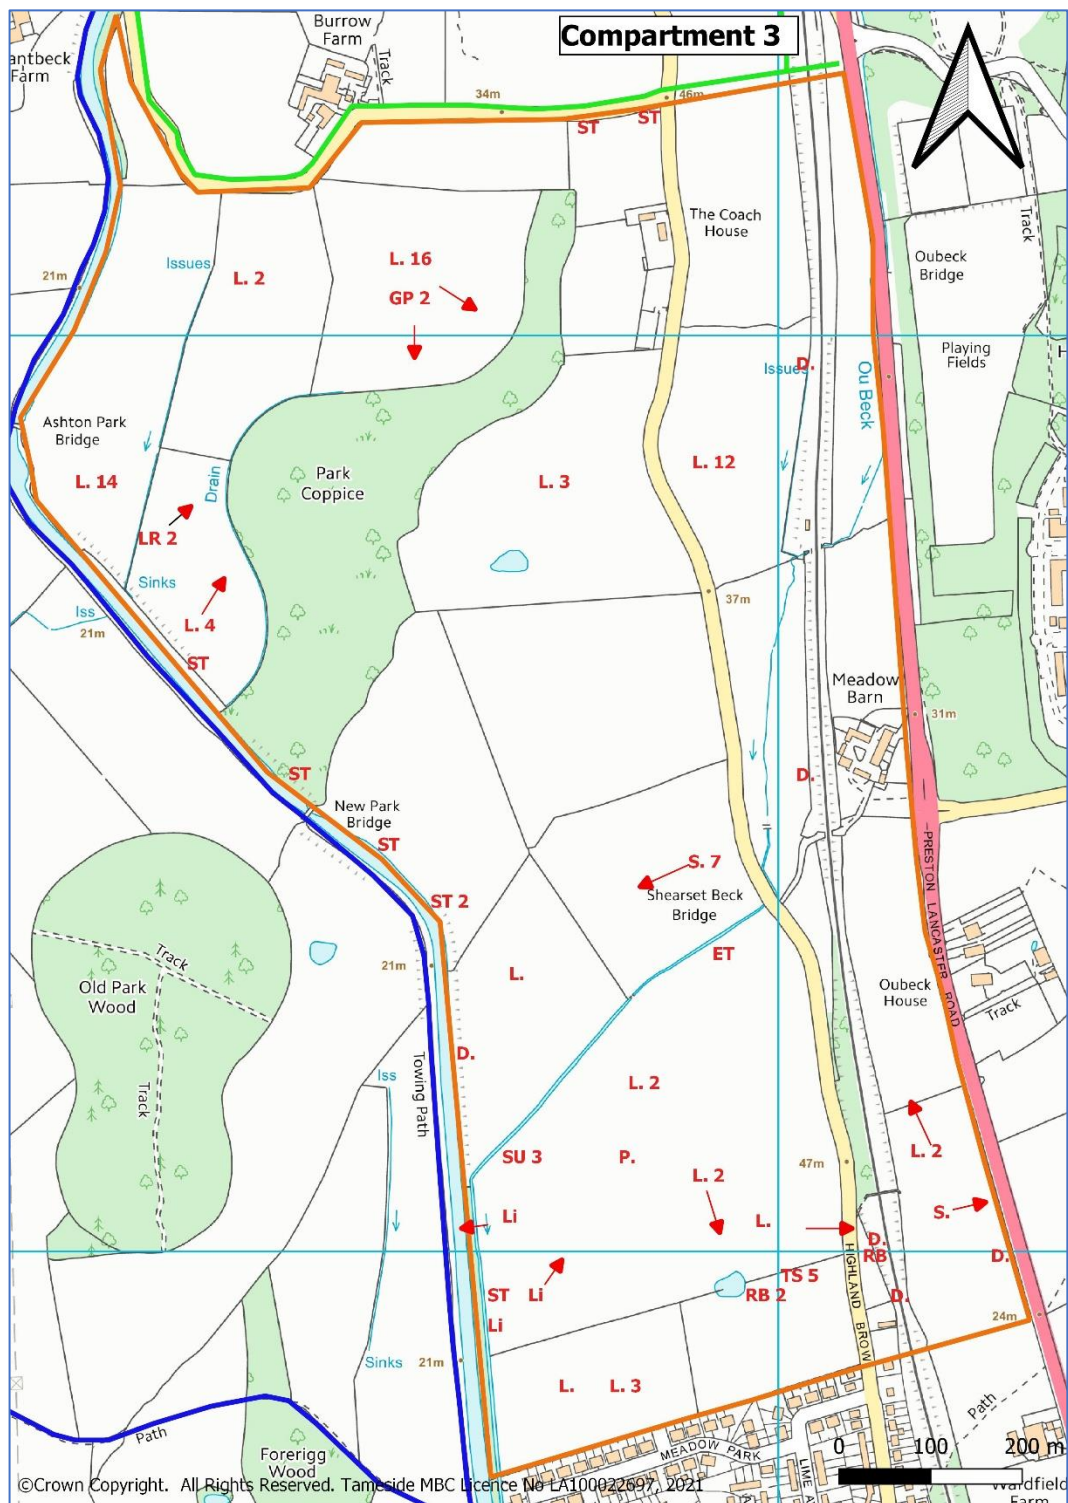 Compartment 3
Burrow
Farm
antbeck
Farm
Track
34m
46m
ST
ST
The Coach
House
Track
Oubeck
Bridge
Issues
21m
L. 2
L. 16
GP 2
Playing
Fields
H
Issues
D.
Ou Beck
Ashton Park
Bridge
L. 14
Drain
Park
Coppice
L. 3
L. 12
LR 2
Sinks
Iss
21m
L. 4
ST
37m
Meadow
Barn
31m
ST
D.
New Park
Bridge
ST
PRESTON LANCASTER ROAD
S. 7
Shearset Beck
Bridge
ST 2
ET
Track
Old Park
Wood
21m
L.
Oubeck
House
Track
D.
Towing Path
Iss
Track
L. 2
SU 3
P.
L. 2
47m
L. 2
Li
L.
S.
D.
RB
D.
HIGHLAND BROW
ST
Li
Li
TS 5
RB 2
D.
24m
Sinks
21m
L.
L. 3
Path
Path
Forerigg
Wood
MEADOW PARK
LIME A
0
100
200 m
©Crown Copyright. All Rights Reserved. Tameside MBC Licence No LA100022697, 2021
Wardfield
Farm